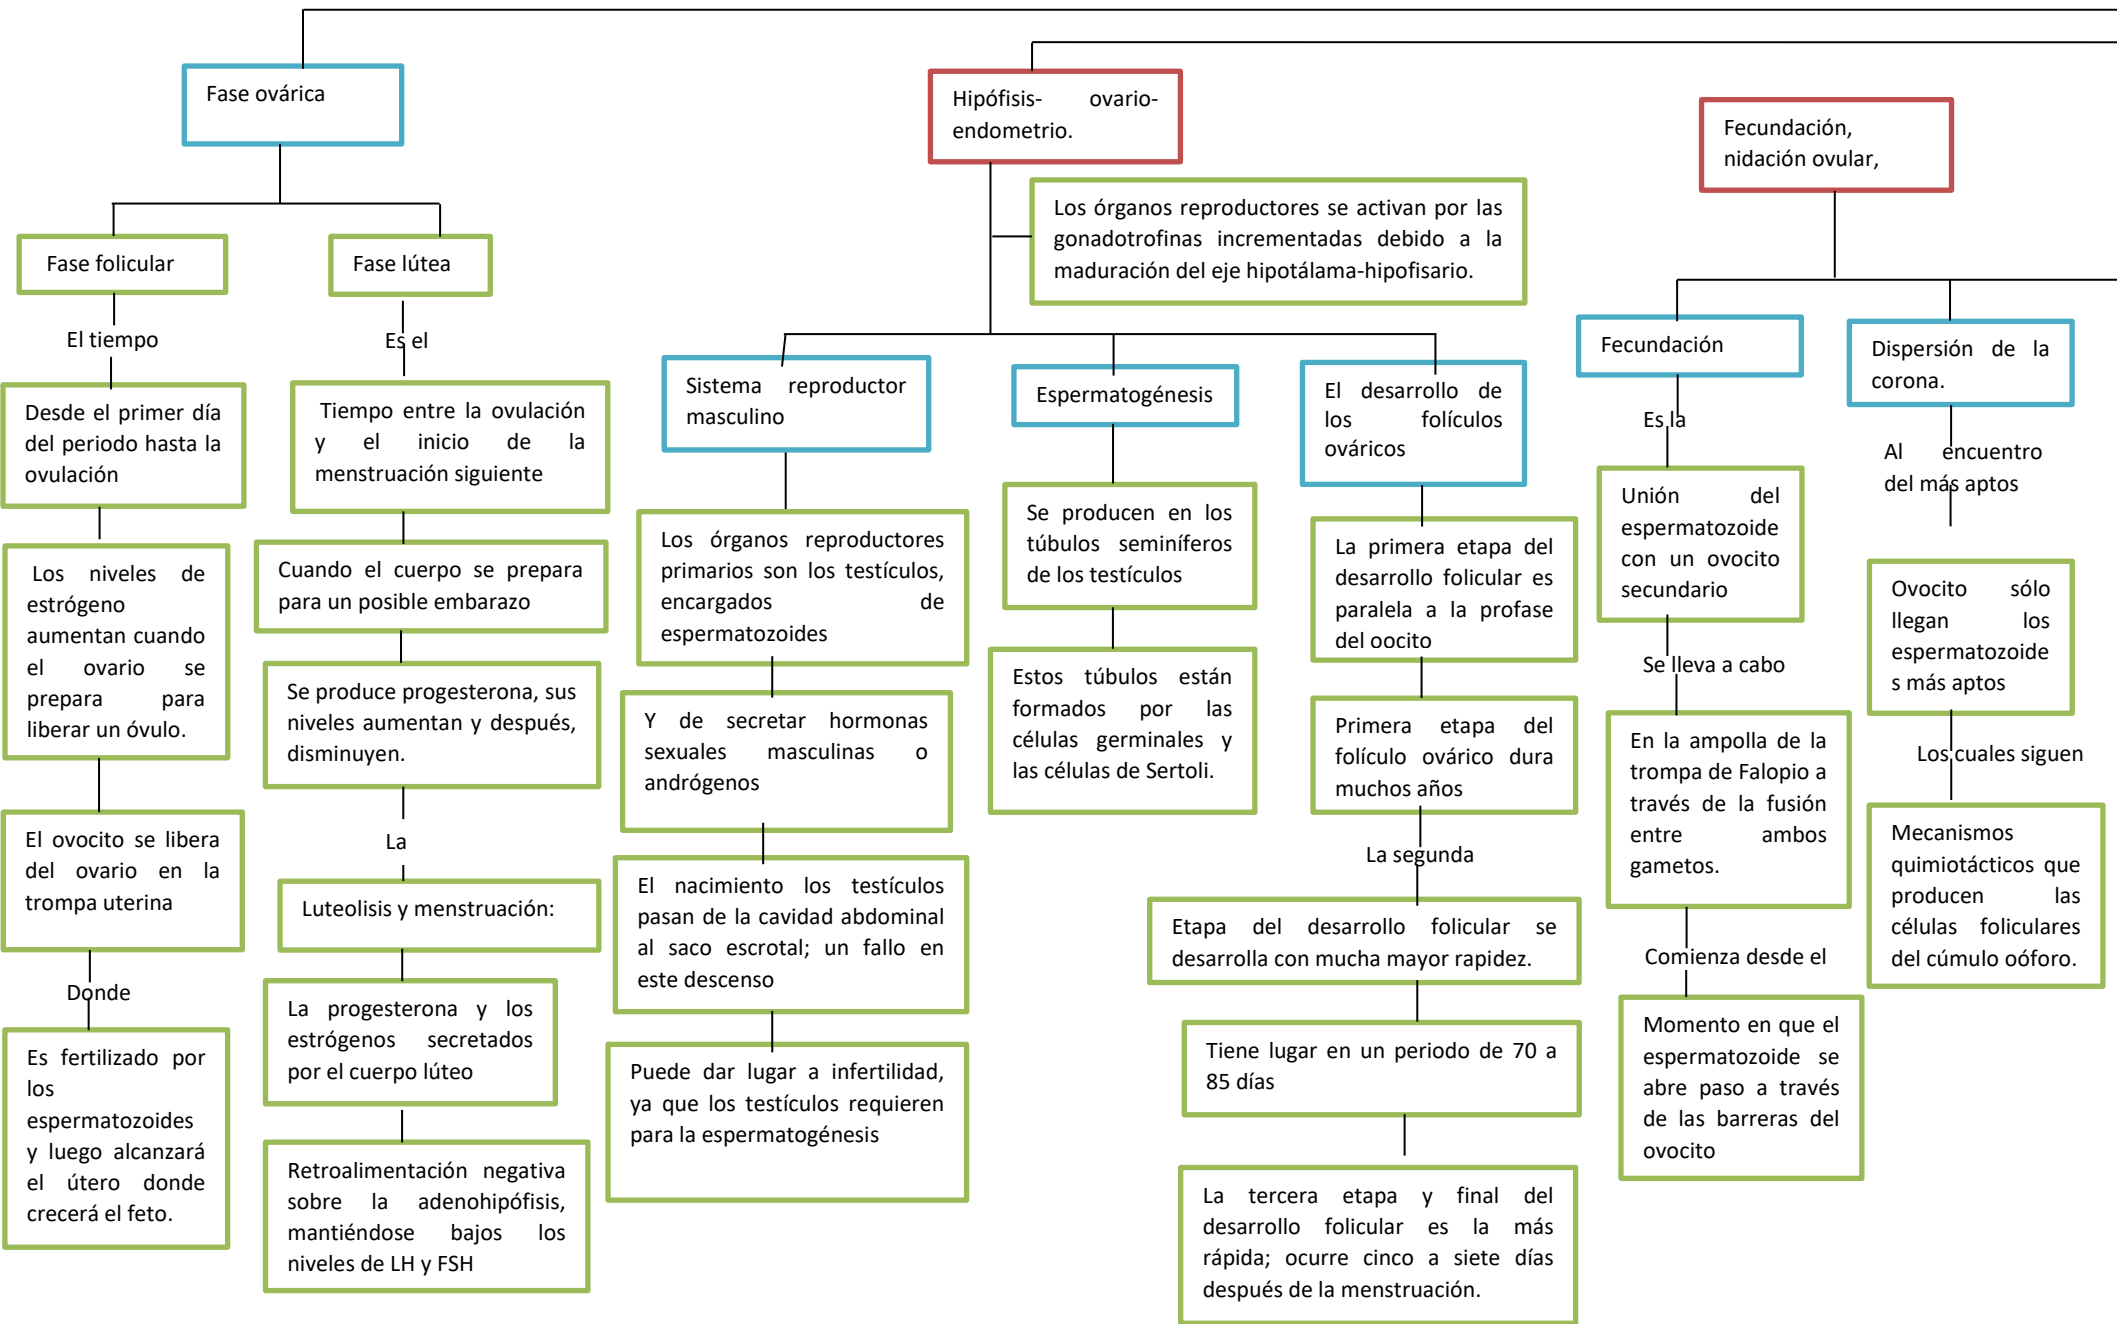 Fase ovárica
Fase folicular
El tiempo
Desde el primer día
del periodo hasta la
ovulación
Los niveles de
estrógeno
aumentan cuando
el ovario se
prepara para
liberar un óvulo.
El ovocito se libera
del ovario en la
trompa uterina
Donde
Es fertilizado por
los
espermatozoides
y luego alcanzará
el útero donde
crecerá el feto.
Fase lútea
Es el
Tiempo entre la ovulación
y el inicio de la
menstruación siguiente
Cuando el cuerpo se prepara
para un posible embarazo
Se produce progesterona, sus
niveles aumentan y después,
disminuyen.
La
Luteolisis y menstruación:
La progesterona y los
estrógenos secretados
por el cuerpo lúteo
Retroalimentación negativa
sobre la adenohipófisis,
mantiéndose bajos los
niveles de LH y FSH
Hipófisis- ovario-
endometrio.
Los órganos reproductores se activan por las
gonadotrofinas incrementadas debido a la
maduración del eje hipotálama-hipofisario.
Sistema reproductor
masculino
Los órganos reproductores
primarios son los testículos,
encargados de
espermatozoides
Y de secretar hormonas
sexuales masculinas o
andrógenos
El nacimiento los testículos
pasan de la cavidad abdominal
al saco escrotal; un fallo en
este descenso
Puede dar lugar a infertilidad,
ya que los testículos requieren
para la espermatogénesis
Espermatogénesis
Se producen en los
túbulos seminíferos
de los testículos
Estos túbulos están
formados por las
células germinales y
las células de Sertoli.
El desarrollo de
los folículos
ováricos
La primera etapa del
desarrollo folicular es
paralela a la profase
del oocito
Primera etapa del
folículo ovárico dura
muchos años
La segunda
Etapa del desarrollo folicular se
desarrolla con mucha mayor rapidez.
Tiene lugar en un periodo de 70 a
85 días
La tercera etapa y final del
desarrollo folicular es la más
rápida; ocurre cinco a siete días
después de la menstruación.
Fecundación,
nidación ovular,
Fecundación
Es la
Unión del
espermatozoide
con un ovocito
secundario
Se lleva a cabo
En la ampolla de la
trompa de Falopio a
través de la fusión
entre ambos
gametos.
Comienza desde el
Momento en que el
espermatozoide se
abre paso a través
de las barreras del
ovocito
Dispersión de la
corona.
Al encuentro
del más aptos
Ovocito sólo
llegan los
espermatozoide
s más aptos
Los cuales siguen
Mecanismos
quimiotácticos que
producen las
células foliculares
del cúmulo oóforo.